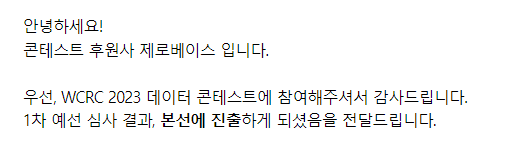 안녕하세요!
콘테스트 후원사 제로베이스 입니다.
우선, WCRC 2023 데이터 콘테스트에 참여해주셔서 감사드립니다.
1차 예선 심사 결과, 본선에 진출하게 되셨음을 전달드립니다.